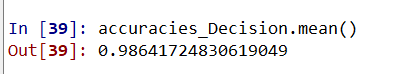 In [39]: accuracies_Decision.mean()
Out[39]: 0.98641724830619049